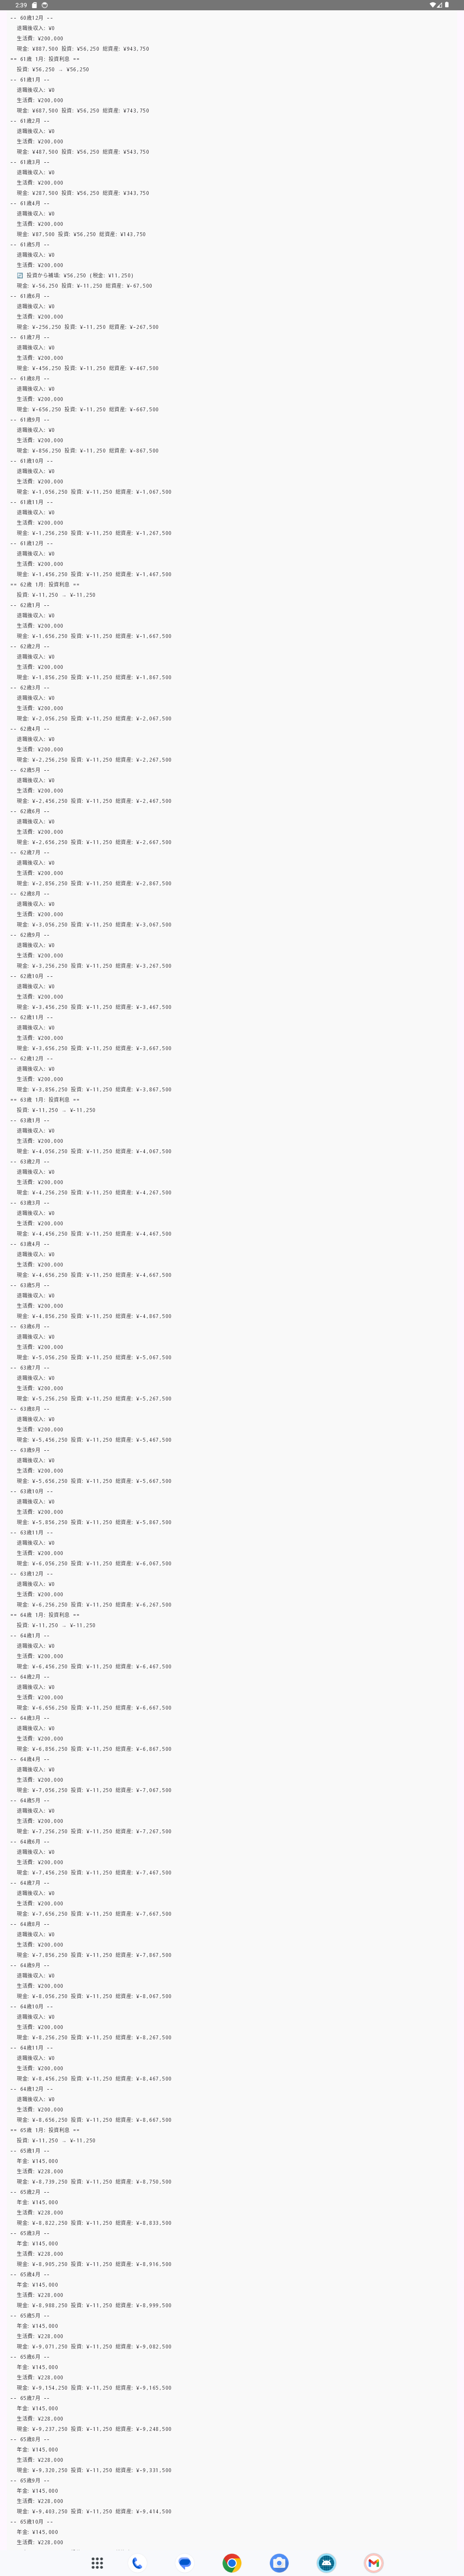 2:39
-- 60歳12月 --
退職後収入: ¥0
生活費: ¥200,000
現金: ¥887,500 投資: ¥56,250 総資産: ¥943,750
== 61歳 1月: 投資利息 ==
投資: ¥56,250 → ¥56,250
-- 61歳1月 --
退職後収入: ¥0
生活費: ¥200,000
現金: ¥687,500 投資: ¥56,250 総資産: ¥743,750
-- 61歳2月 --
退職後収入: ¥0
生活費: ¥200,000
現金: ¥487,500 投資: ¥56,250 総資産: ¥543,750
-- 61歳3月 --
退職後収入: ¥0
生活費: ¥200,000
現金: ¥287,500 投資: ¥56,250 総資産: ¥343,750
-- 61歳4月 --
退職後収入: ¥0
生活費: ¥200,000
現金: ¥87,500 投資: ¥56,250 総資産: ¥143,750
-- 61歳5月 --
退職後収入: ¥0
生活費: ¥200,000
🔄 投資から補填: ¥56,250 (税金: ¥11,250)
現金: ¥-56,250 投資: ¥-11,250 総資産: ¥-67,500
-- 61歳6月 --
退職後収入: ¥0
生活費: ¥200,000
現金: ¥-256,250 投資: ¥-11,250 総資産: ¥-267,500
-- 61歳7月 --
退職後収入: ¥0
生活費: ¥200,000
現金: ¥-456,250 投資: ¥-11,250 総資産: ¥-467,500
-- 61歳8月 --
退職後収入: ¥0
生活費: ¥200,000
現金: ¥-656,250 投資: ¥-11,250 総資産: ¥-667,500
-- 61歳9月 --
退職後収入: ¥0
生活費: ¥200,000
現金: ¥-856,250 投資: ¥-11,250 総資産: ¥-867,500
-- 61歳10月 --
退職後収入: ¥0
生活費: ¥200,000
現金: ¥-1,056,250 投資: ¥-11,250 総資産: ¥-1,067,500
-- 61歳11月 --
退職後収入: ¥0
生活費: ¥200,000
現金: ¥-1,256,250 投資: ¥-11,250 総資産: ¥-1,267,500
-- 61歳12月 --
退職後収入: ¥0
生活費: ¥200,000
現金: ¥-1,456,250 投資: ¥-11,250 総資産: ¥-1,467,500
== 62歳 1月: 投資利息 ==
投資: ¥-11,250 → ¥-11,250
-- 62歳1月 --
退職後収入: ¥0
生活費: ¥200,000
現金: ¥-1,656,250 投資: ¥-11,250 総資産: ¥-1,667,500
-- 62歳2月 --
退職後収入: ¥0
生活費: ¥200,000
現金: ¥-1,856,250 投資: ¥-11,250 総資産: ¥-1,867,500
-- 62歳3月 --
退職後収入: ¥0
生活費: ¥200,000
現金: ¥-2,056,250 投資: ¥-11,250 総資産: ¥-2,067,500
-- 62歳4月 --
退職後収入: ¥0
生活費: ¥200,000
現金: ¥-2,256,250 投資: ¥-11,250 総資産: ¥-2,267,500
-- 62歳5月 --
退職後収入: ¥0
生活費: ¥200,000
現金: ¥-2,456,250 投資: ¥-11,250 総資産: ¥-2,467,500
-- 62歳6月 --
退職後収入: ¥0
生活費: ¥200,000
現金: ¥-2,656,250 投資: ¥-11,250 総資産: ¥-2,667,500
-- 62歳7月 --
退職後収入: ¥0
生活費: ¥200,000
現金: ¥-2,856,250 投資: ¥-11,250 総資産: ¥-2,867,500
-- 62歳8月 --
退職後収入: ¥0
生活費: ¥200,000
現金: ¥-3,056,250 投資: ¥-11,250 総資産: ¥-3,067,500
-- 62歳9月 --
退職後収入: ¥0
生活費: ¥200,000
現金: ¥-3,256,250 投資: ¥-11,250 総資産: ¥-3,267,500
-- 62歳10月 --
退職後収入: ¥0
生活費: ¥200,000
現金: ¥-3,456,250 投資: ¥-11,250 総資産: ¥-3,467,500
-- 62歳11月 --
退職後収入: ¥0
生活費: ¥200,000
現金: ¥-3,656,250 投資: ¥-11,250 総資産: ¥-3,667,500
-- 62歳12月 --
退職後収入: ¥0
生活費: ¥200,000
現金: ¥-3,856,250 投資: ¥-11,250 総資産: ¥-3,867,500
== 63歳 1月: 投資利息 ==
投資: ¥-11,250 → ¥-11,250
-- 63歳1月 --
退職後収入: ¥0
生活費: ¥200,000
現金: ¥-4,056,250 投資: ¥-11,250 総資産: ¥-4,067,500
-- 63歳2月 --
退職後収入: ¥0
生活費: ¥200,000
現金: ¥-4,256,250 投資: ¥-11,250 総資産: ¥-4,267,500
-- 63歳3月 --
退職後収入: ¥0
生活費: ¥200,000
現金: ¥-4,456,250 投資: ¥-11,250 総資産: ¥-4,467,500
-- 63歳4月 --
退職後収入: ¥0
生活費: ¥200,000
現金: ¥-4,656,250 投資: ¥-11,250 総資産: ¥-4,667,500
-- 63歳5月 --
退職後収入: ¥0
生活費: ¥200,000
現金: ¥-4,856,250 投資: ¥-11,250 総資産: ¥-4,867,500
-- 63歳6月 --
退職後収入: ¥0
生活費: ¥200,000
現金: ¥-5,056,250 投資: ¥-11,250 総資産: ¥-5,067,500
-- 63歳7月 --
退職後収入: ¥0
生活費: ¥200,000
現金: ¥-5,256,250 投資: ¥-11,250 総資産: ¥-5,267,500
-- 63歳8月 --
退職後収入: ¥0
生活費: ¥200,000
現金: ¥-5,456,250 投資: ¥-11,250 総資産: ¥-5,467,500
-- 63歳9月 --
退職後収入: ¥0
生活費: ¥200,000
現金: ¥-5,656,250 投資: ¥-11,250 総資産: ¥-5,667,500
-- 63歳10月 --
退職後収入: ¥0
生活費: ¥200,000
現金: ¥-5,856,250 投資: ¥-11,250 総資産: ¥-5,867,500
-- 63歳11月 --
退職後収入: ¥0
生活費: ¥200,000
現金: ¥-6,056,250 投資: ¥-11,250 総資産: ¥-6,067,500
-- 63歳12月 --
退職後収入: ¥0
生活費: ¥200,000
現金: ¥-6,256,250 投資: ¥-11,250 総資産: ¥-6,267,500
== 64歳 1月: 投資利息 ==
投資: ¥-11,250 → ¥-11,250
-- 64歳1月 --
退職後収入: ¥0
生活費: ¥200,000
現金: ¥-6,456,250 投資: ¥-11,250 総資産: ¥-6,467,500
-- 64歳2月 --
退職後収入: ¥0
生活費: ¥200,000
現金: ¥-6,656,250 投資: ¥-11,250 総資産: ¥-6,667,500
-- 64歳3月 --
退職後収入: ¥0
生活費: ¥200,000
現金: ¥-6,856,250 投資: ¥-11,250 総資産: ¥-6,867,500
-- 64歳4月 --
退職後収入: ¥0
生活費: ¥200,000
現金: ¥-7,056,250 投資: ¥-11,250 総資産: ¥-7,067,500
-- 64歳5月 --
退職後収入: ¥0
生活費: ¥200,000
現金: ¥-7,256,250 投資: ¥-11,250 総資産: ¥-7,267,500
-- 64歳6月 --
退職後収入: ¥0
生活費: ¥200,000
現金: ¥-7,456,250 投資: ¥-11,250 総資産: ¥-7,467,500
-- 64歳7月 --
退職後収入: ¥0
生活費: ¥200,000
現金: ¥-7,656,250 投資: ¥-11,250 総資産: ¥-7,667,500
-- 64歳8月 --
退職後収入: ¥0
生活費: ¥200,000
現金: ¥-7,856,250 投資: ¥-11,250 総資産: ¥-7,867,500
-- 64歳9月 --
退職後収入: ¥0
生活費: ¥200,000
現金: ¥-8,056,250 投資: ¥-11,250 総資産: ¥-8,067,500
-- 64歳10月 --
退職後収入: ¥0
生活費: ¥200,000
現金: ¥-8,256,250 投資: ¥-11,250 総資産: ¥-8,267,500
-- 64歳11月 --
退職後収入: ¥0
生活費: ¥200,000
現金: ¥-8,456,250 投資: ¥-11,250 総資産: ¥-8,467,500
-- 64歳12月 --
退職後収入: ¥0
生活費: ¥200,000
現金: ¥-8,656,250 投資: ¥-11,250 総資産: ¥-8,667,500
== 65歳 1月: 投資利息 ==
投資: ¥-11,250 → ¥-11,250
-- 65歳1月 --
年金: ¥145,000
生活費: ¥228,000
現金: ¥-8,739,250 投資: ¥-11,250 総資産: ¥-8,750,500
-- 65歳2月 --
年金: ¥145,000
生活費: ¥228,000
現金: ¥-8,822,250 投資: ¥-11,250 総資産: ¥-8,833,500
-- 65歳3月 --
年金: ¥145,000
生活費: ¥228,000
現金: ¥-8,905,250 投資: ¥-11,250 総資産: ¥-8,916,500
-- 65歳4月 --
年金: ¥145,000
生活費: ¥228,000
現金: ¥-8,988,250 投資: ¥-11,250 総資産: ¥-8,999,500
-- 65歳5月 --
年金: ¥145,000
生活費: ¥228,000
現金: ¥-9,071,250 投資: ¥-11,250 総資産: ¥-9,082,500
-- 65歳6月 --
年金: ¥145,000
生活費: ¥228,000
現金: ¥-9,154,250 投資: ¥-11,250 総資産: ¥-9,165,500
-- 65歳7月 --
年金: ¥145,000
生活費: ¥228,000
現金: ¥-9,237,250 投資: ¥-11,250 総資産: ¥-9,248,500
-- 65歳8月 --
年金: ¥145,000
生活費: ¥228,000
現金: ¥-9,320,250 投資: ¥-11,250 総資産: ¥-9,331,500
-- 65歳9月 --
年金: ¥145,000
生活費: ¥228,000
現金: ¥-9,403,250 投資: ¥-11,250 総資産: ¥-9,414,500
-- 65歳10月 --
年金: ¥145,000
生活費: ¥228,000